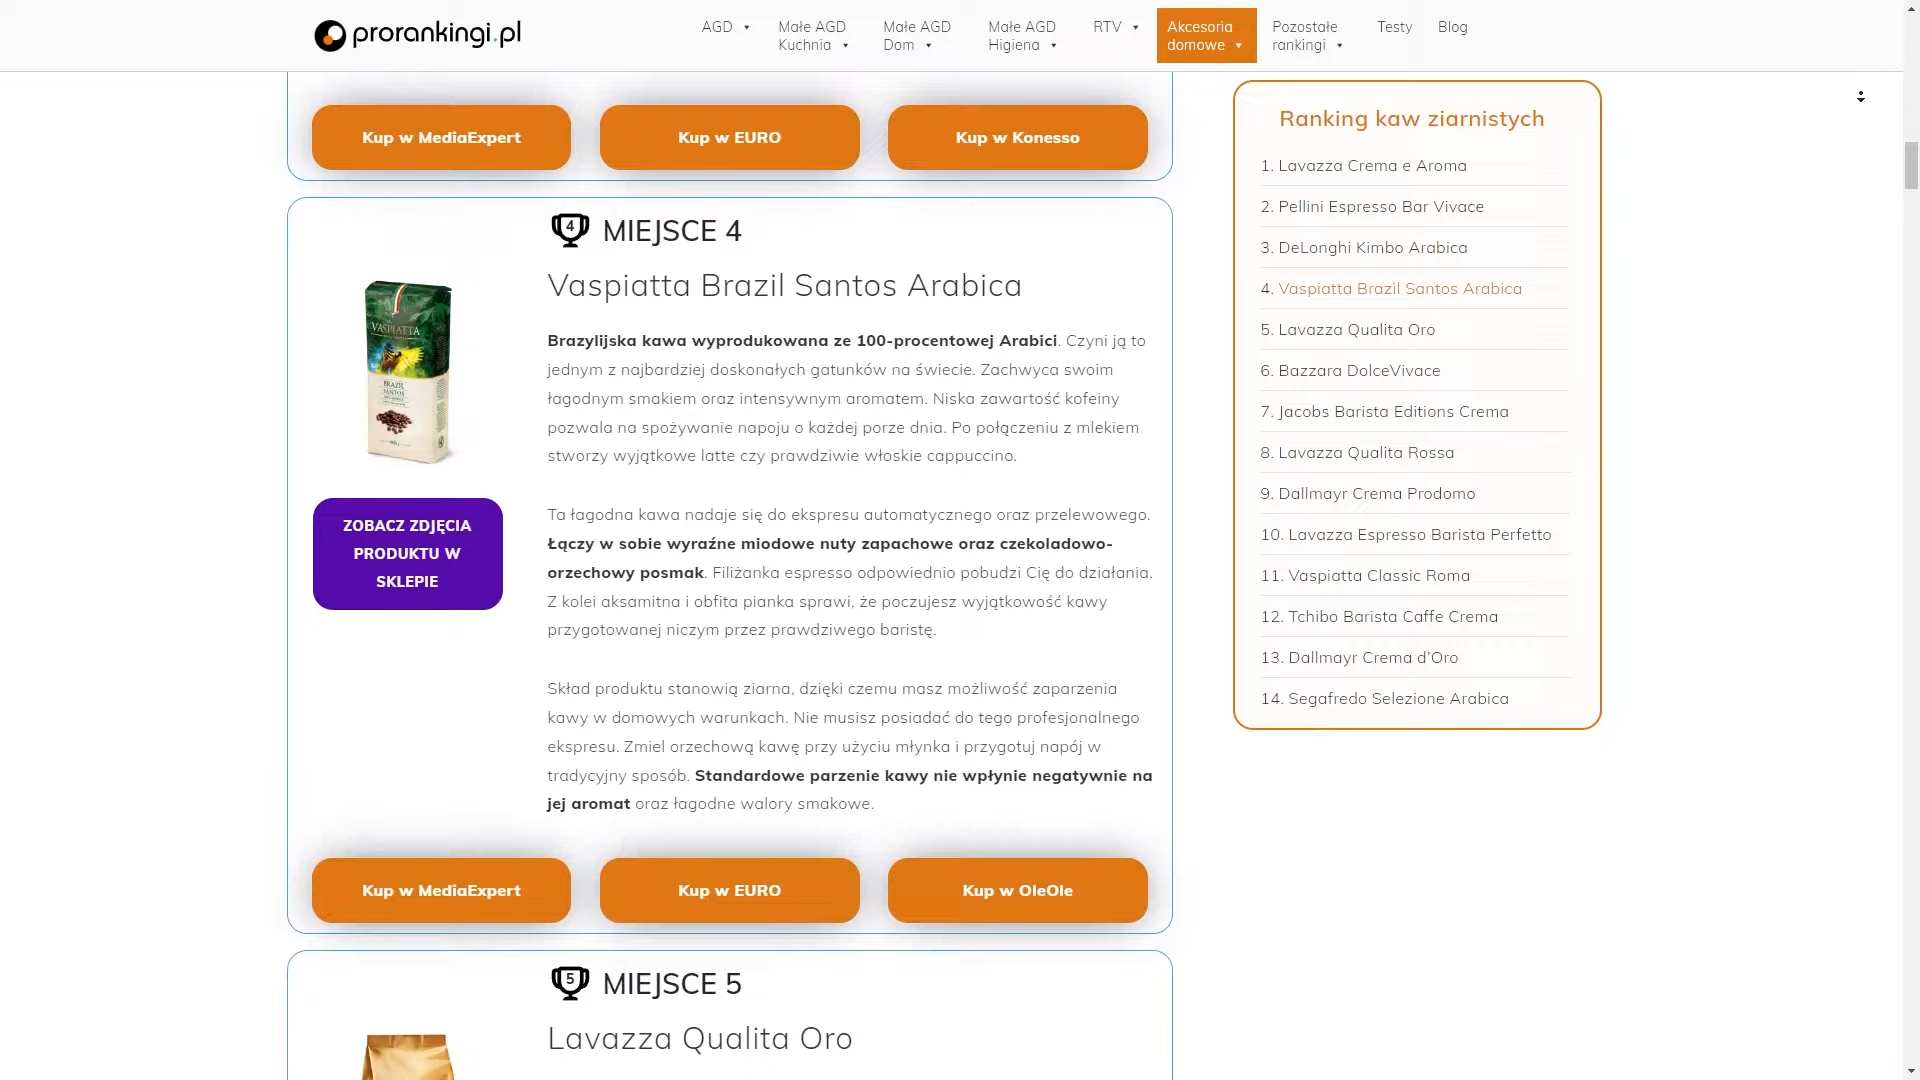 prorankingi.pl
AGD
Małe AGD
Kuchnia
Małe AGD
Dom
Małe AGD
Higiena
RTV
Akcesoria
domowe
Pozostałe
rankingi
Testy
Blog
Kup w MediaExpert
Kup w EURO
Kup w Konesso
4
MIEJSCE 4
Vaspiatta Brazil Santos Arabica
VASPIATTA
BRAZIL
SANTOS
Brazylijska kawa wyprodukowana ze 100-procentowej Arabici. Czyni ją to
jednym z najbardziej doskonałych gatunków na świecie. Zachwyca swoim
łagodnym smakiem oraz intensywnym aromatem. Niska zawartość kofeiny
pozwala na spożywanie napoju o każdej porze dnia. Po połączeniu z mlekiem
stworzy wyjątkowe latte czy prawdziwie włoskie cappuccino.
ZOBACZ ZDJĘCIA
PRODUKTU W
SKLEPIE
Ta łagodna kawa nadaje się do ekspresu automatycznego oraz przelewowego.
Łączy w sobie wyraźne miodowe nuty zapachowe oraz czekoladowo-
orzechowy posmak. Filiżanka espresso odpowiednio pobudzi Cię do działania.
Z kolei aksamitna i obfita pianka sprawi, że poczujesz wyjątkowość kawy
przygotowanej niczym przez prawdziwego baristę.
Skład produktu stanowią ziarna, dzięki czemu masz możliwość zaparzenia
kawy w domowych warunkach. Nie musisz posiadać do tego profesjonalnego
ekspresu. Zmiel orzechową kawę przy użyciu młynka i przygotuj napój w
tradycyjny sposób. Standardowe parzenie kawy nie wpłynie negatywnie na
jej aromat oraz łagodne walory smakowe.
Kup w MediaExpert
Kup w EURO
Kup w OleOle
5
MIEJSCE 5
Lavazza Qualita Oro
Ranking kaw ziarnistych
1. Lavazza Crema e Aroma
2. Pellini Espresso Bar Vivace
3. DeLonghi Kimbo Arabica
4. Vaspiatta Brazil Santos Arabica
5. Lavazza Qualita Oro
6. Bazzara DolceVivace
7. Jacobs Barista Editions Crema
8. Lavazza Qualita Rossa
9. Dallmayr Crema Prodomo
10. Lavazza Espresso Barista Perfetto
11. Vaspiatta Classic Roma
12. Tchibo Barista Caffe Crema
13. Dallmayr Crema d'Oro
14. Segafredo Selezione Arabica